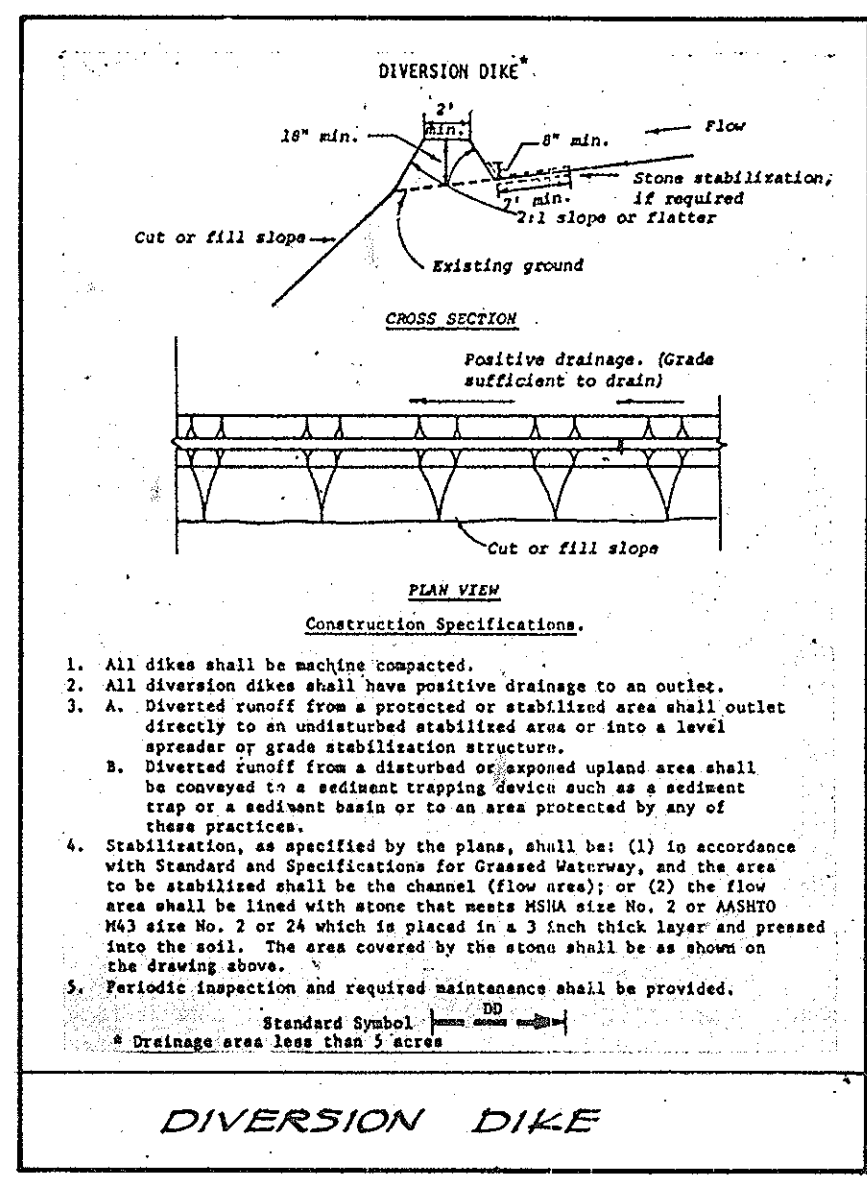 DIVERSION DIKE*
2'
min.
18" min.
8" min.
Flow
Stone stabilization,
if required
7' min.
2:1 slope or flatter
Cut or fill slope
Existing ground
CROSS SECTION
Positive drainage. (Grade
sufficient to drain)
Cut or fill slope
PLAN VIEW
Construction Specifications.
1. All dikes shall be machine compacted.
2. All diversion dikes shall have positive drainage to an outlet.
3. A. Diverted runoff from a protected or stabilized area shall outlet
directly to an undisturbed stabilized area or into a level
spreader or grade stabilization structure.
B. Diverted runoff from a disturbed or exposed upland area shall
be conveyed to a sediment trapping device such as a sediment
trap or a sediment basin or to an area protected by any of
these practices.
4. Stabilization, as specified by the plans, shall be: (1) in accordance
with Standard and Specifications for Grassed Waterway, and the area
to be stabilized shall be the channel (flow area); or (2) the flow
area shall be lined with stone that meets MSHA size No. 2 or AASHTO
M43 size No. 2 or 24 which is placed in a 3 inch thick layer and pressed
into the soil. The area covered by the stone shall be as shown on
the drawing above.
5. Periodic inspection and required maintenance shall be provided.
DD
Standard Symbol
* Drainage area less than 5 acres
DIVERSION DIKE